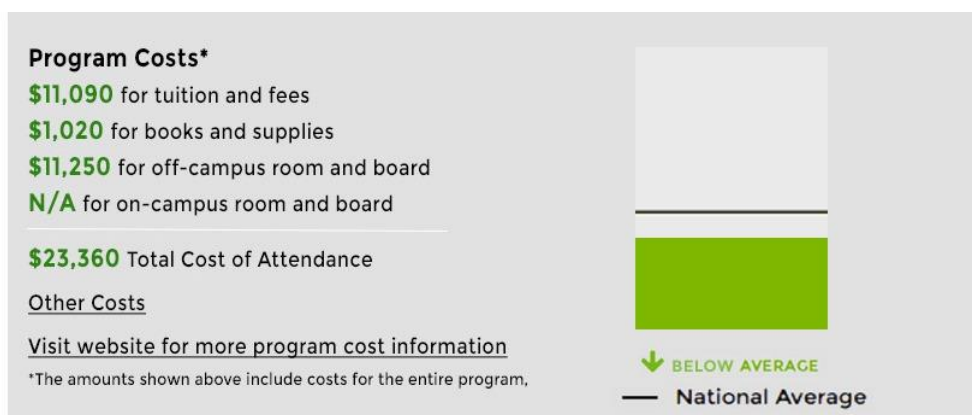 Program Costs*
$11,090 for tuition and fees
$1,020 for books and supplies
$11,250 for off-campus room and board
N/A for on-campus room and board
$23,360 Total Cost of Attendance
Other Costs
Visit website for more program cost information
*The amounts shown above include costs for the entire program,
BELOW AVERAGE
National Average